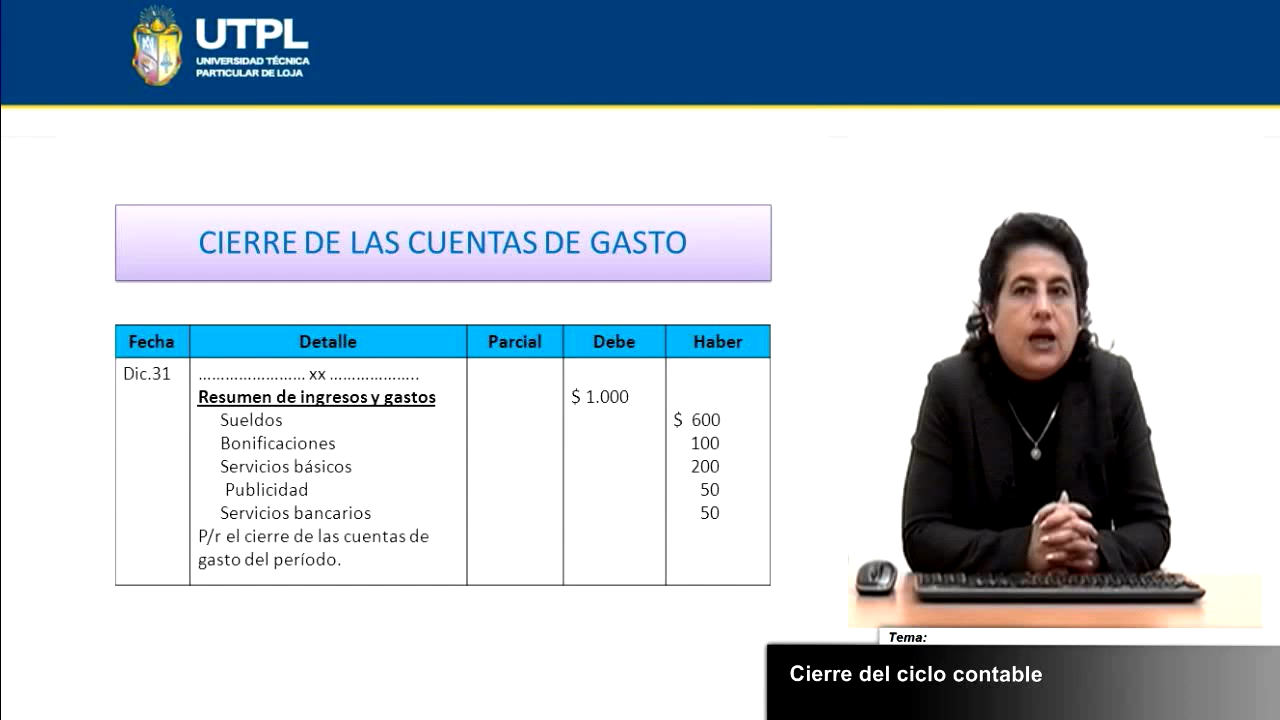 UTPL
UNIVERSIDAD TÉCNICA
PARTICULAR DE LOJA
CIERRE DE LAS CUENTAS DE GASTO
Fecha Detalle Parcial Debe Haber
Dic.31 ........................ xx ....................
Resumen de ingresos y gastos $ 1.000
Sueldos $ 600
Bonificaciones 100
Servicios básicos 200
Publicidad 50
Servicios bancarios 50
P/r el cierre de las cuentas de
gasto del período.
Tema:
Cierre del ciclo contable